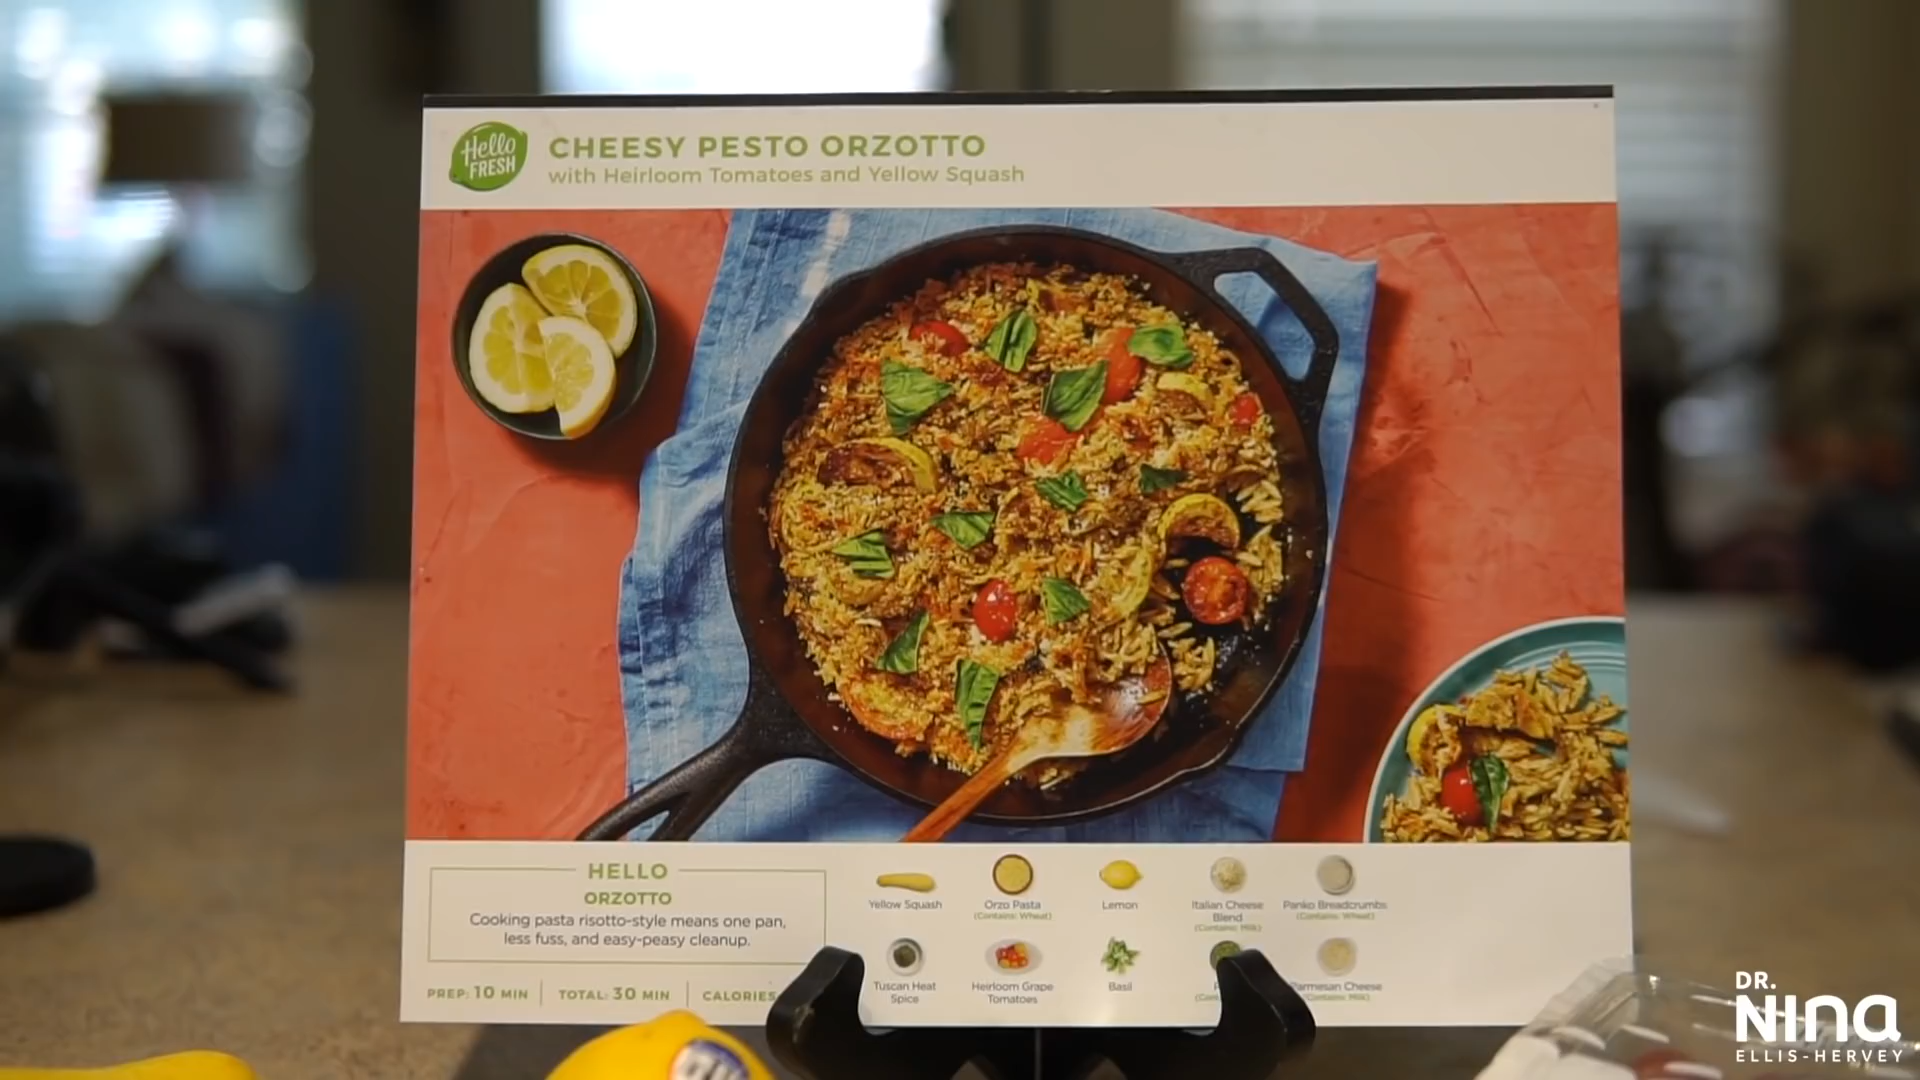 Hello
FRESH
CHEESY PESTO ORZOTTO
with Heirloom Tomatoes and Yellow Squash
HELLO
ORZOTTO
Cooking pasta risotto-style means one pan,
less fuss, and easy-peasy cleanup.
PREP: 10 MIN
TOTAL: 30 MIN
CALORIES
Yellow Squash
Orzo Pasta
(Contains: Wheat)
Lemon
Italian Cheese
Blend
(Contains: Milk)
Panko Breadcrumbs
(Contains: Wheat)
Tuscan Heat
Spice
Heirloom Grape
Tomatoes
Basil
Parmesan Cheese
(Contains: Milk)
DR.
NINA
ELLIS-HERVEY